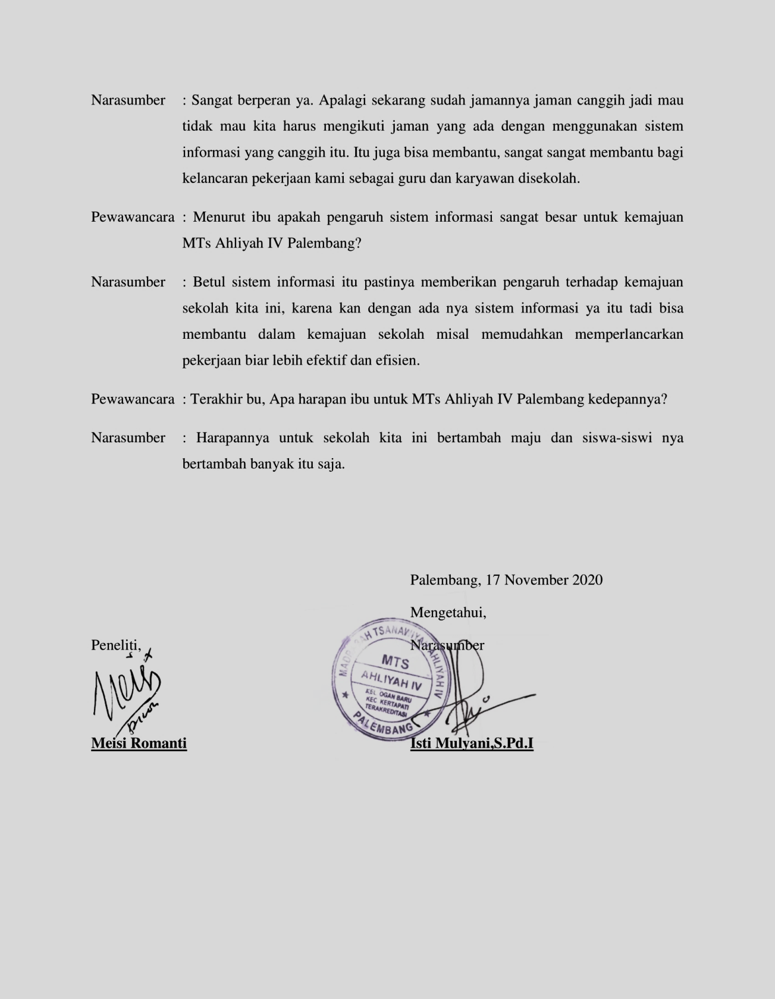 Narasumber : Sangat berperan ya. Apalagi sekarang sudah jamannya jaman canggih jadi mau
tidak mau kita harus mengikuti jaman yang ada dengan menggunakan sistem
informasi yang canggih itu. Itu juga bisa membantu, sangat sangat membantu bagi
kelancaran pekerjaan kami sebagai guru dan karyawan disekolah.
Pewawancara : Menurut ibu apakah pengaruh sistem informasi sangat besar untuk kemajuan
MTs Ahliyah IV Palembang?
Narasumber : Betul sistem informasi itu pastinya memberikan pengaruh terhadap kemajuan
sekolah kita ini, karena kan dengan ada nya sistem informasi ya itu tadi bisa
membantu dalam kemajuan sekolah misal memudahkan memperlancarkan
pekerjaan biar lebih efektif dan efisien.
Pewawancara : Terakhir bu, Apa harapan ibu untuk MTs Ahliyah IV Palembang kedepannya?
Narasumber : Harapannya untuk sekolah kita ini bertambah maju dan siswa-siswi nya
bertambah banyak itu saja.
Palembang, 17 November 2020
Mengetahui,
Peneliti,
Narasumber
MADRASAH TSANAWIYAH AHLIYAH IV
MTS
AHLIYAH IV
KEL OGAN BARU
KEC KERTAPATI
TERAKREDITASI
PALEMBANG
Meisi Romanti
Isti Mulyani,S.Pd.I